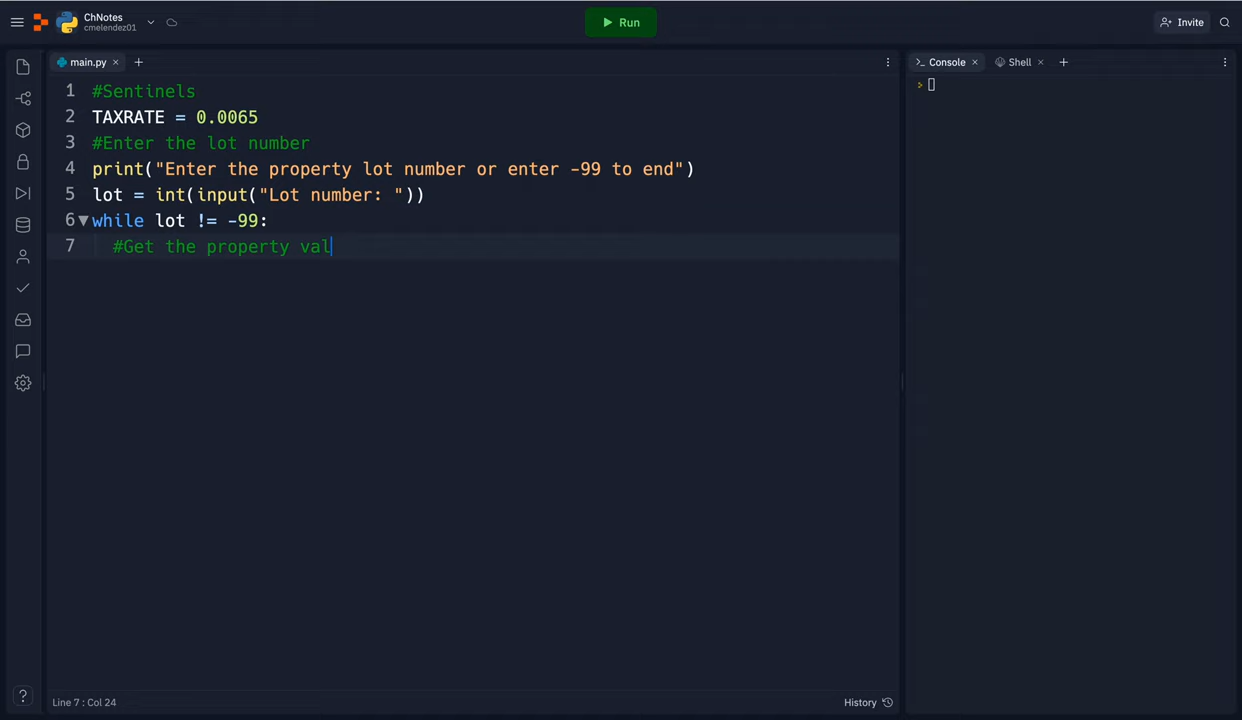 ChNotes
cmelendez01
Run
Invite
main.py
Console
Shell
1 #Sentinels
2 TAXRATE = 0.0065
3 #Enter the lot number
4 print("Enter the property lot number or enter -99 to end")
5 lot = int(input("Lot number: "))
6 while lot != -99:
7 #Get the property val
Line 7 : Col 24
History